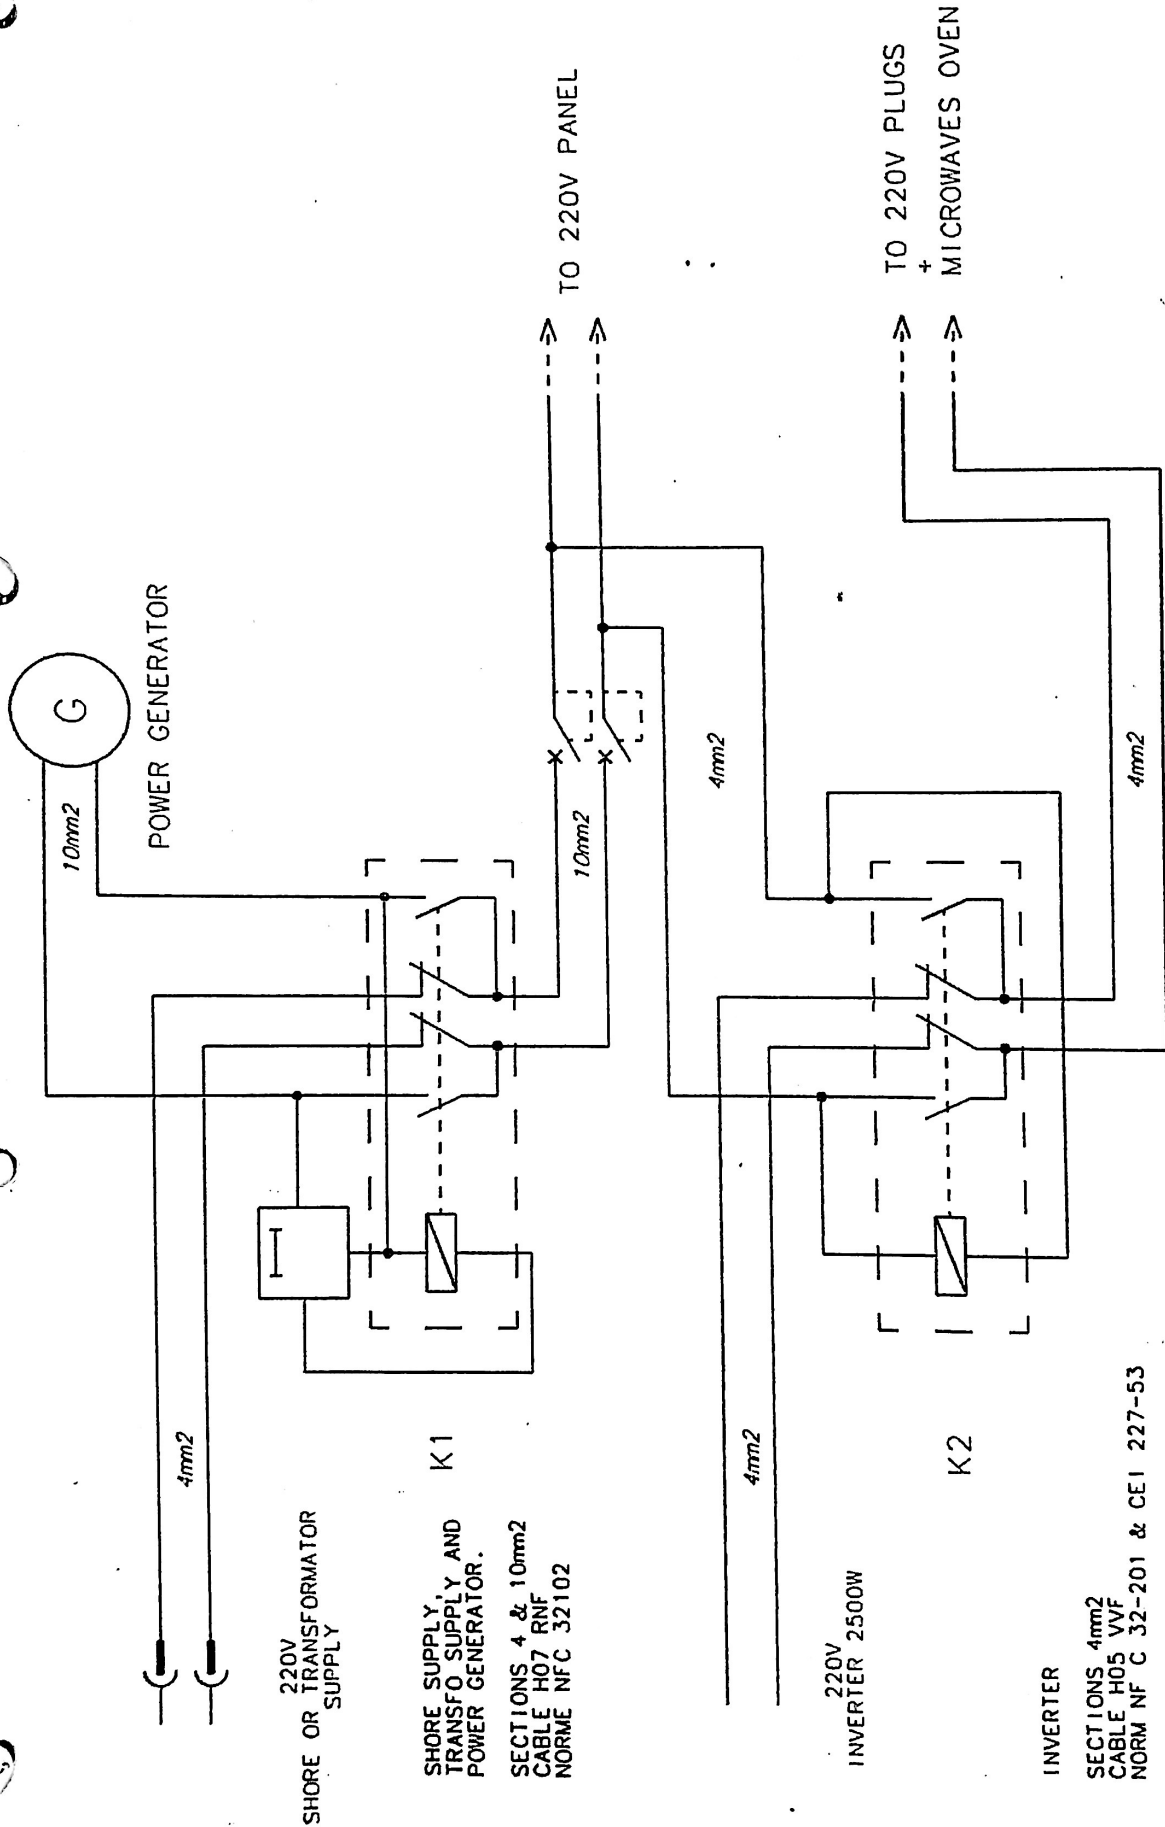 G
POWER GENERATOR
10mm2
4mm2
220V
SHORE OR TRANSFORMATOR
SUPPLY
K1
SHORE SUPPLY,
TRANSFO SUPPLY AND
POWER GENERATOR.
SECTIONS 4 & 10mm2
CABLE H07 RNF
NORME NFC 32102
10mm2
TO 220V PANEL
4mm2
4mm2
220V
INVERTER 2500W
K2
INVERTER
SECTIONS 4mm2
CABLE H05 VVF
NORM NF C 32-201 & CEI 227-53
4mm2
TO 220V PLUGS
+
MICROWAVES OVEN